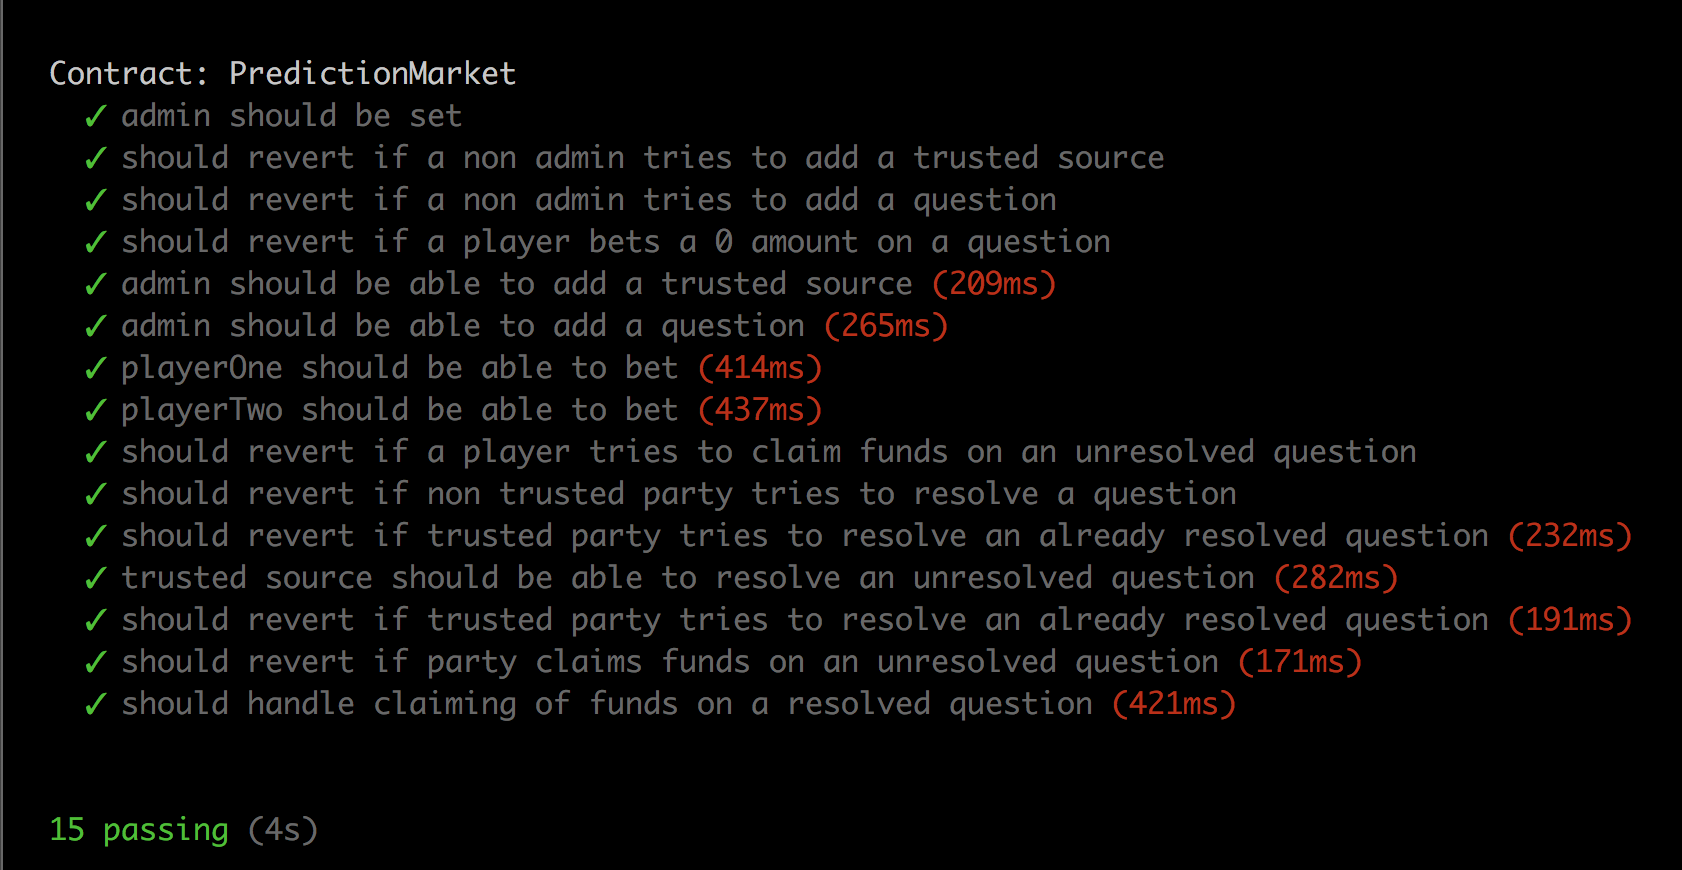 Contract: PredictionMarket
✓ admin should be set
✓ should revert if a non admin tries to add a trusted source
✓ should revert if a non admin tries to add a question
✓ should revert if a player bets a 0 amount on a question
✓ admin should be able to add a trusted source (209ms)
✓ admin should be able to add a question (265ms)
✓ playerOne should be able to bet (414ms)
✓ playerTwo should be able to bet (437ms)
✓ should revert if a player tries to claim funds on an unresolved question
✓ should revert if non trusted party tries to resolve a question
✓ should revert if trusted party tries to resolve an already resolved question (232ms)
✓ trusted source should be able to resolve an unresolved question (282ms)
✓ should revert if trusted party tries to resolve an already resolved question (191ms)
✓ should revert if party claims funds on an unresolved question (171ms)
✓ should handle claiming of funds on a resolved question (421ms)
15 passing (4s)